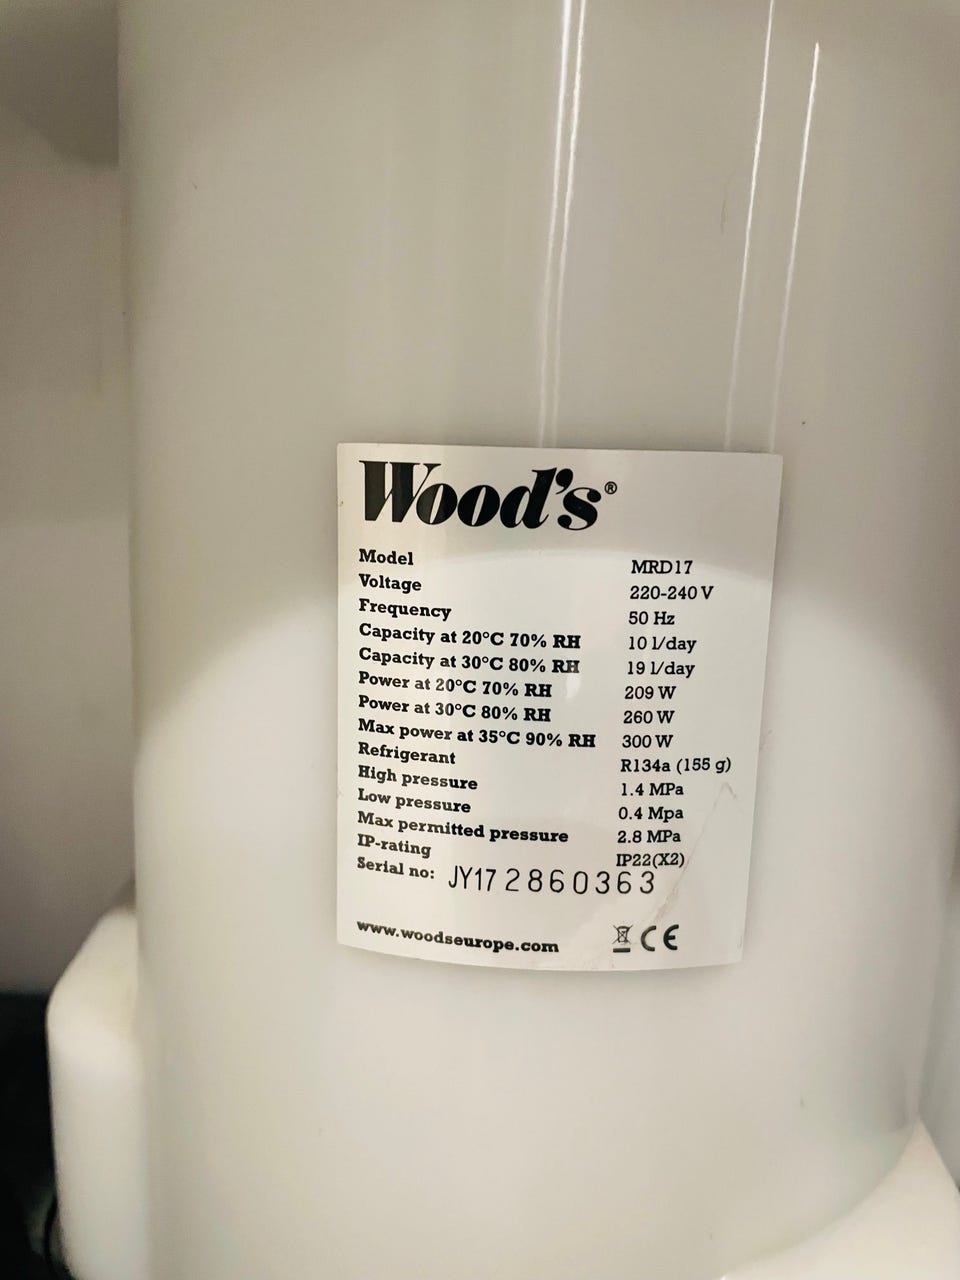 Wood's®
Model MRD17
Voltage 220-240 V
Frequency 50 Hz
Capacity at 20°C 70% RH 10 l/day
Capacity at 30°C 80% RH 19 l/day
Power at 20°C 70% RH 209 W
Power at 30°C 80% RH 260 W
Max power at 35°C 90% RH 300 W
Refrigerant R134a (155 g)
High pressure 1.4 MPa
Low pressure 0.4 Mpa
Max permitted pressure 2.8 MPa
IP-rating IP22(X2)
Serial no: JY17 2860363
www.woodseurope.com CE